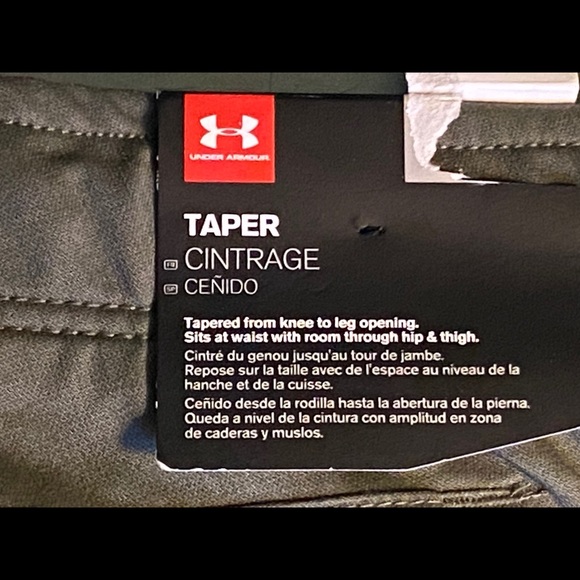 UNDER ARMOUR
TAPER
FR CINTRAGE
SP CEÑIDO
Tapered from knee to leg opening.
Sits at waist with room through hip & thigh.
Cintré du genou jusqu'au tour de jambe.
Repose sur la taille avec de l'espace au niveau de la
hanche et de la cuisse.
Ceñido desde la rodilla hasta la abertura de la pierna.
Queda a nivel de la cintura con amplitud en zona
de caderas y muslos.